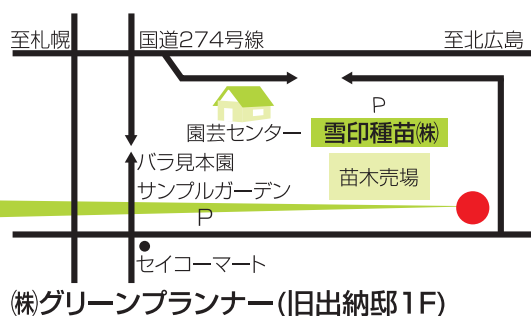 至札幌
国道274号線
至北広島
P
園芸センター
雪印種苗㈱
バラ見本園
サンプルガーデン
苗木売場
P
セイコーマート
㈱グリーンプランナー(旧出納邸1F)